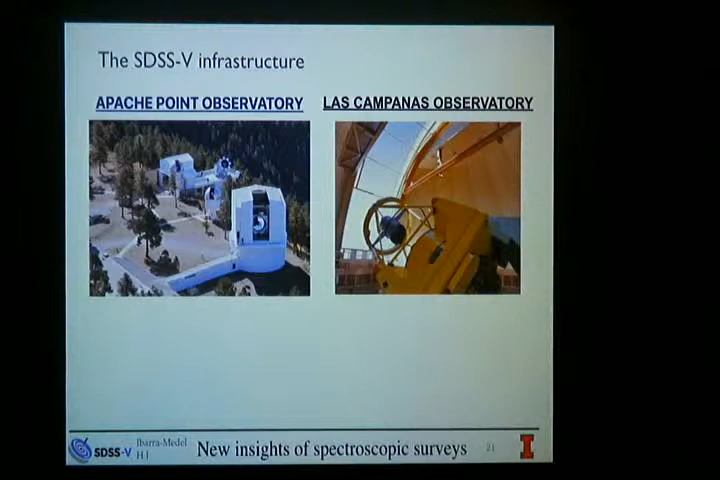 The SDSS-V infrastructure
APACHE POINT OBSERVATORY
LAS CAMPANAS OBSERVATORY
SDSS-V
Ibarra-Medel
H J
New insights of spectroscopic surveys
21
I